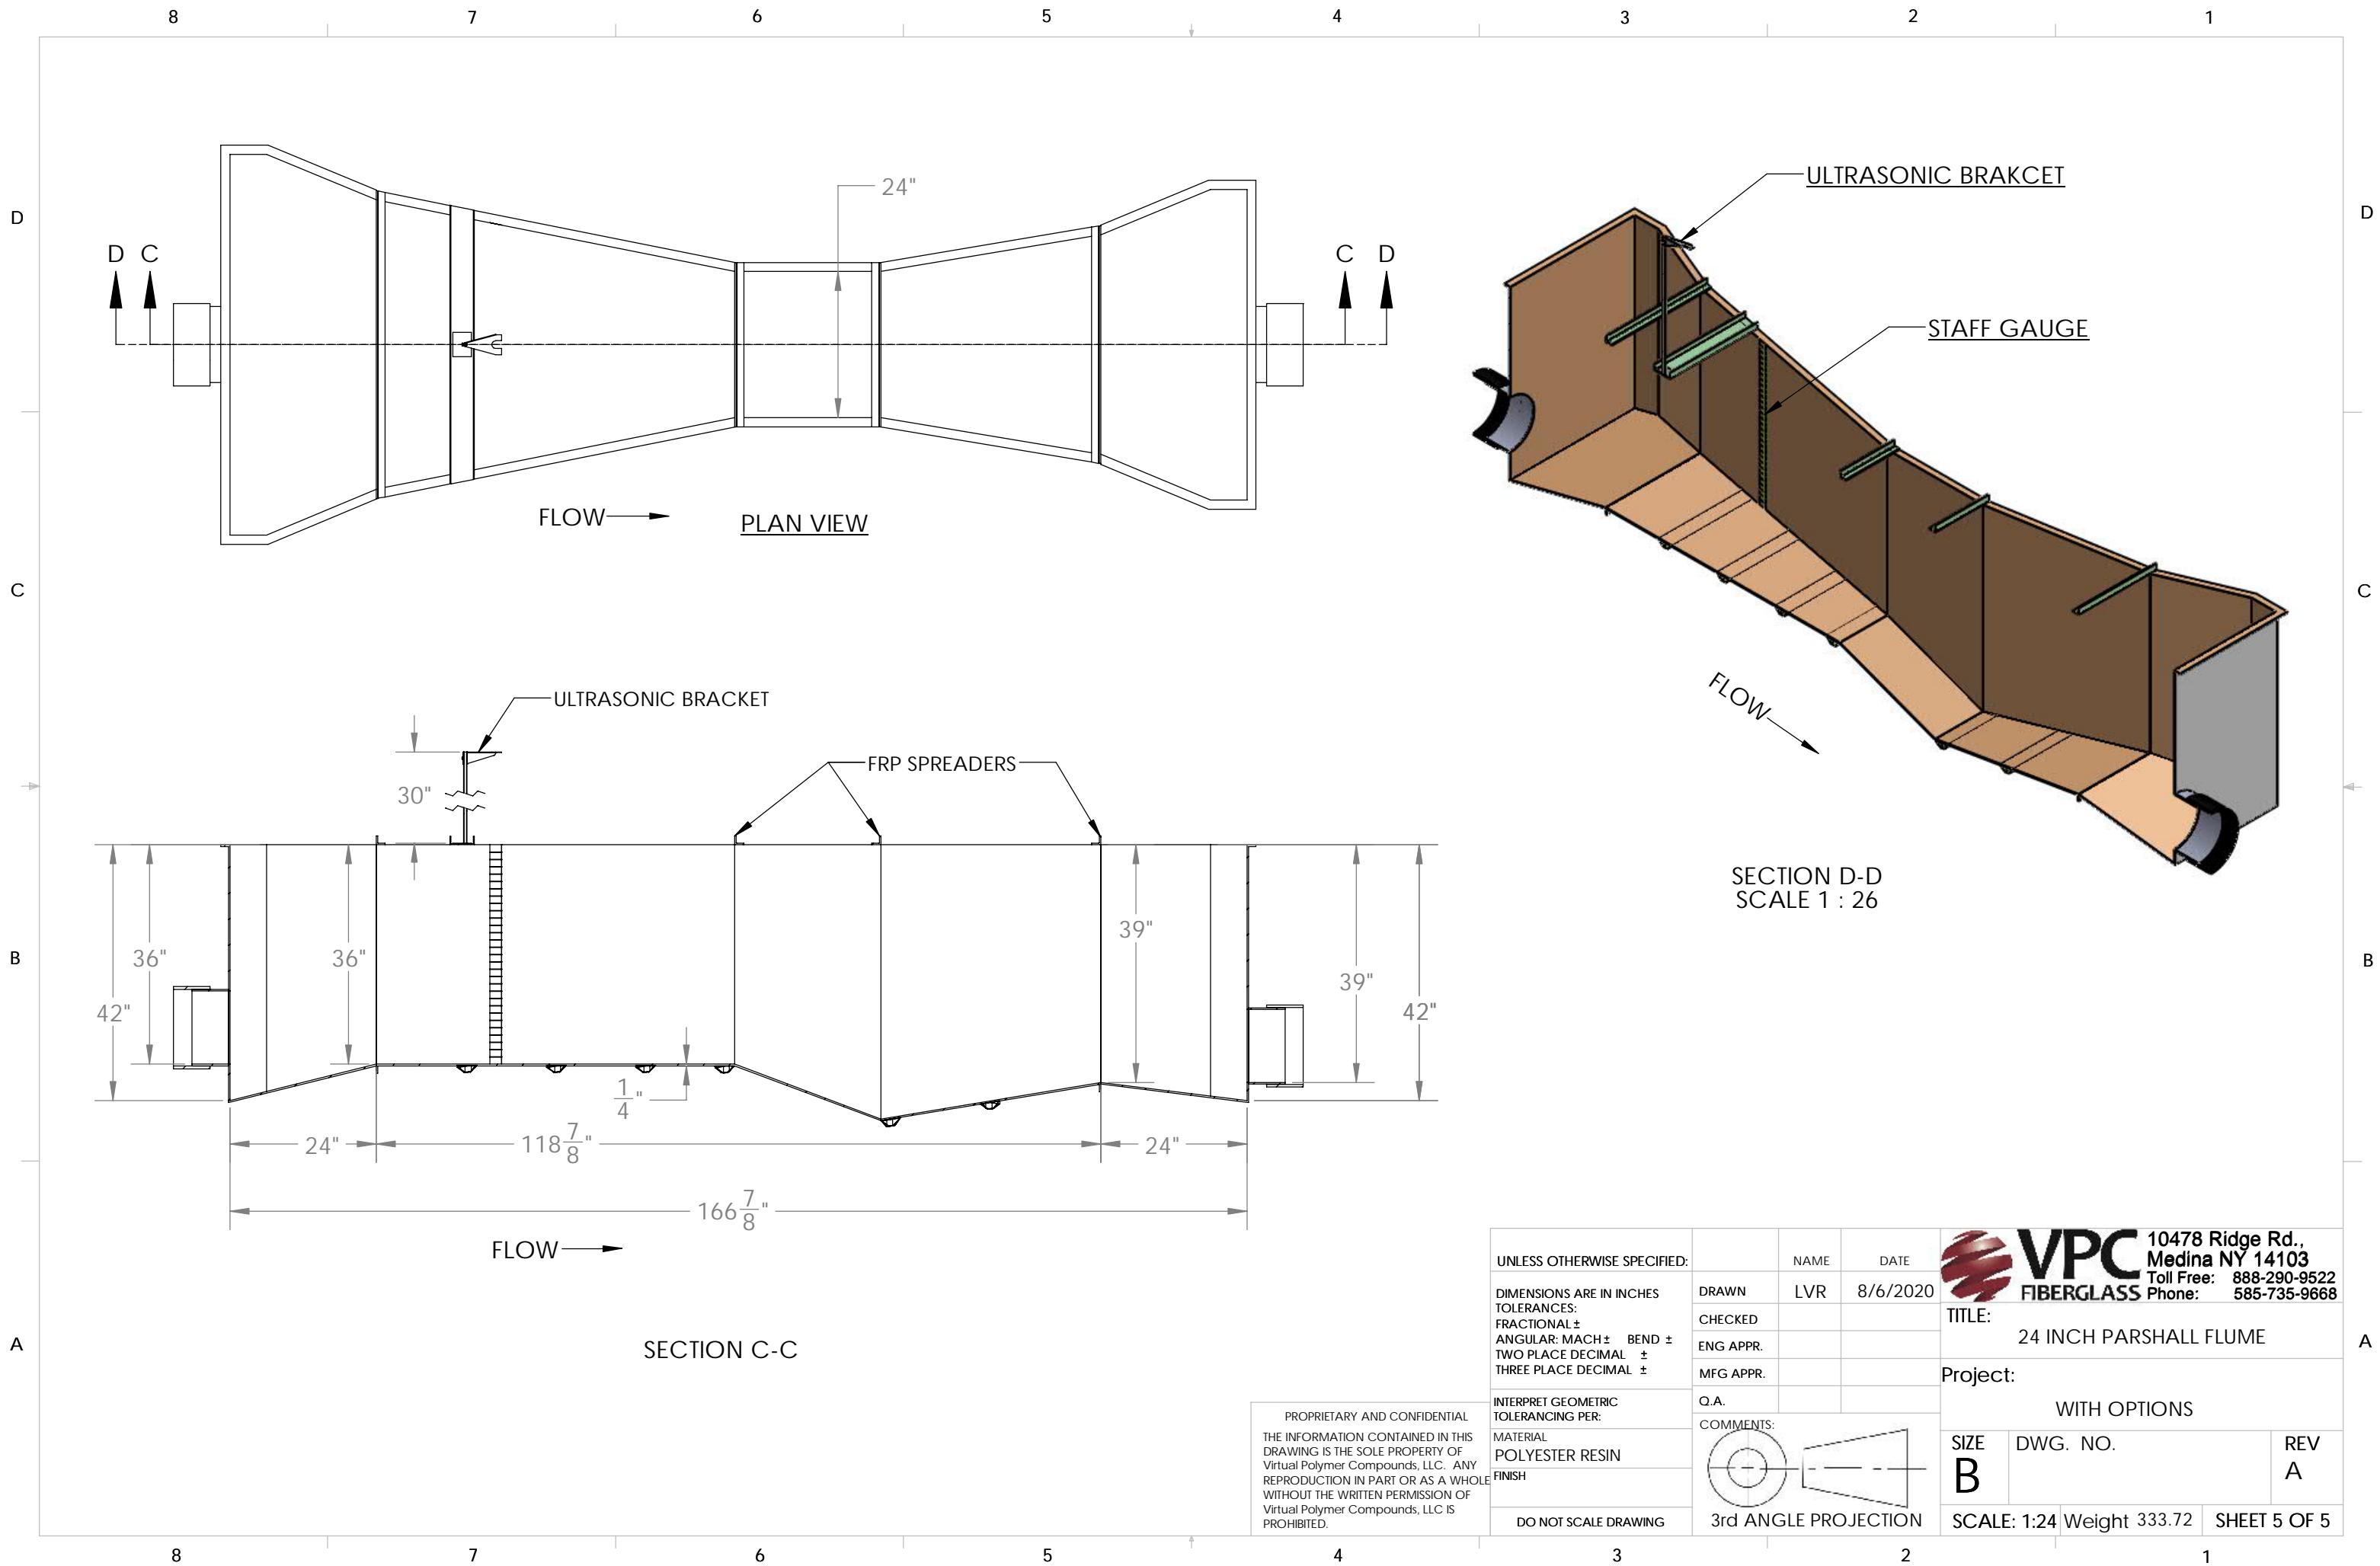 8 7 6 5 4 3 2 1
D
C
B
A
D
C
B
A
24"
D C
C D
FLOW
PLAN VIEW
ULTRASONIC BRAKCET
STAFF GAUGE
FLOW
SECTION D-D
SCALE 1 : 26
ULTRASONIC BRACKET
FRP SPREADERS
30"
36"
36"
42"
39"
39"
42"
1/4"
24"
118 7/8"
24"
166 7/8"
FLOW
SECTION C-C
PROPRIETARY AND CONFIDENTIAL
THE INFORMATION CONTAINED IN THIS
DRAWING IS THE SOLE PROPERTY OF
Virtual Polymer Compounds, LLC. ANY
REPRODUCTION IN PART OR AS A WHOLE
WITHOUT THE WRITTEN PERMISSION OF
Virtual Polymer Compounds, LLC IS
PROHIBITED.
UNLESS OTHERWISE SPECIFIED:
DIMENSIONS ARE IN INCHES
TOLERANCES:
FRACTIONAL ±
ANGULAR: MACH ± BEND ±
TWO PLACE DECIMAL ±
THREE PLACE DECIMAL ±
INTERPRET GEOMETRIC
TOLERANCING PER:
MATERIAL
POLYESTER RESIN
FINISH
DO NOT SCALE DRAWING
NAME DATE
DRAWN LVR 8/6/2020
CHECKED
ENG APPR.
MFG APPR.
Q.A.
COMMENTS:
3rd ANGLE PROJECTION
VPC
FIBERGLASS
10478 Ridge Rd.,
Medina NY 14103
Toll Free: 888-290-9522
Phone: 585-735-9668
TITLE:
24 INCH PARSHALL FLUME
Project:
WITH OPTIONS
SIZE
B
DWG. NO.
REV
A
SCALE: 1:24 Weight 333.72 SHEET 5 OF 5
8 7 6 5 4 3 2 1